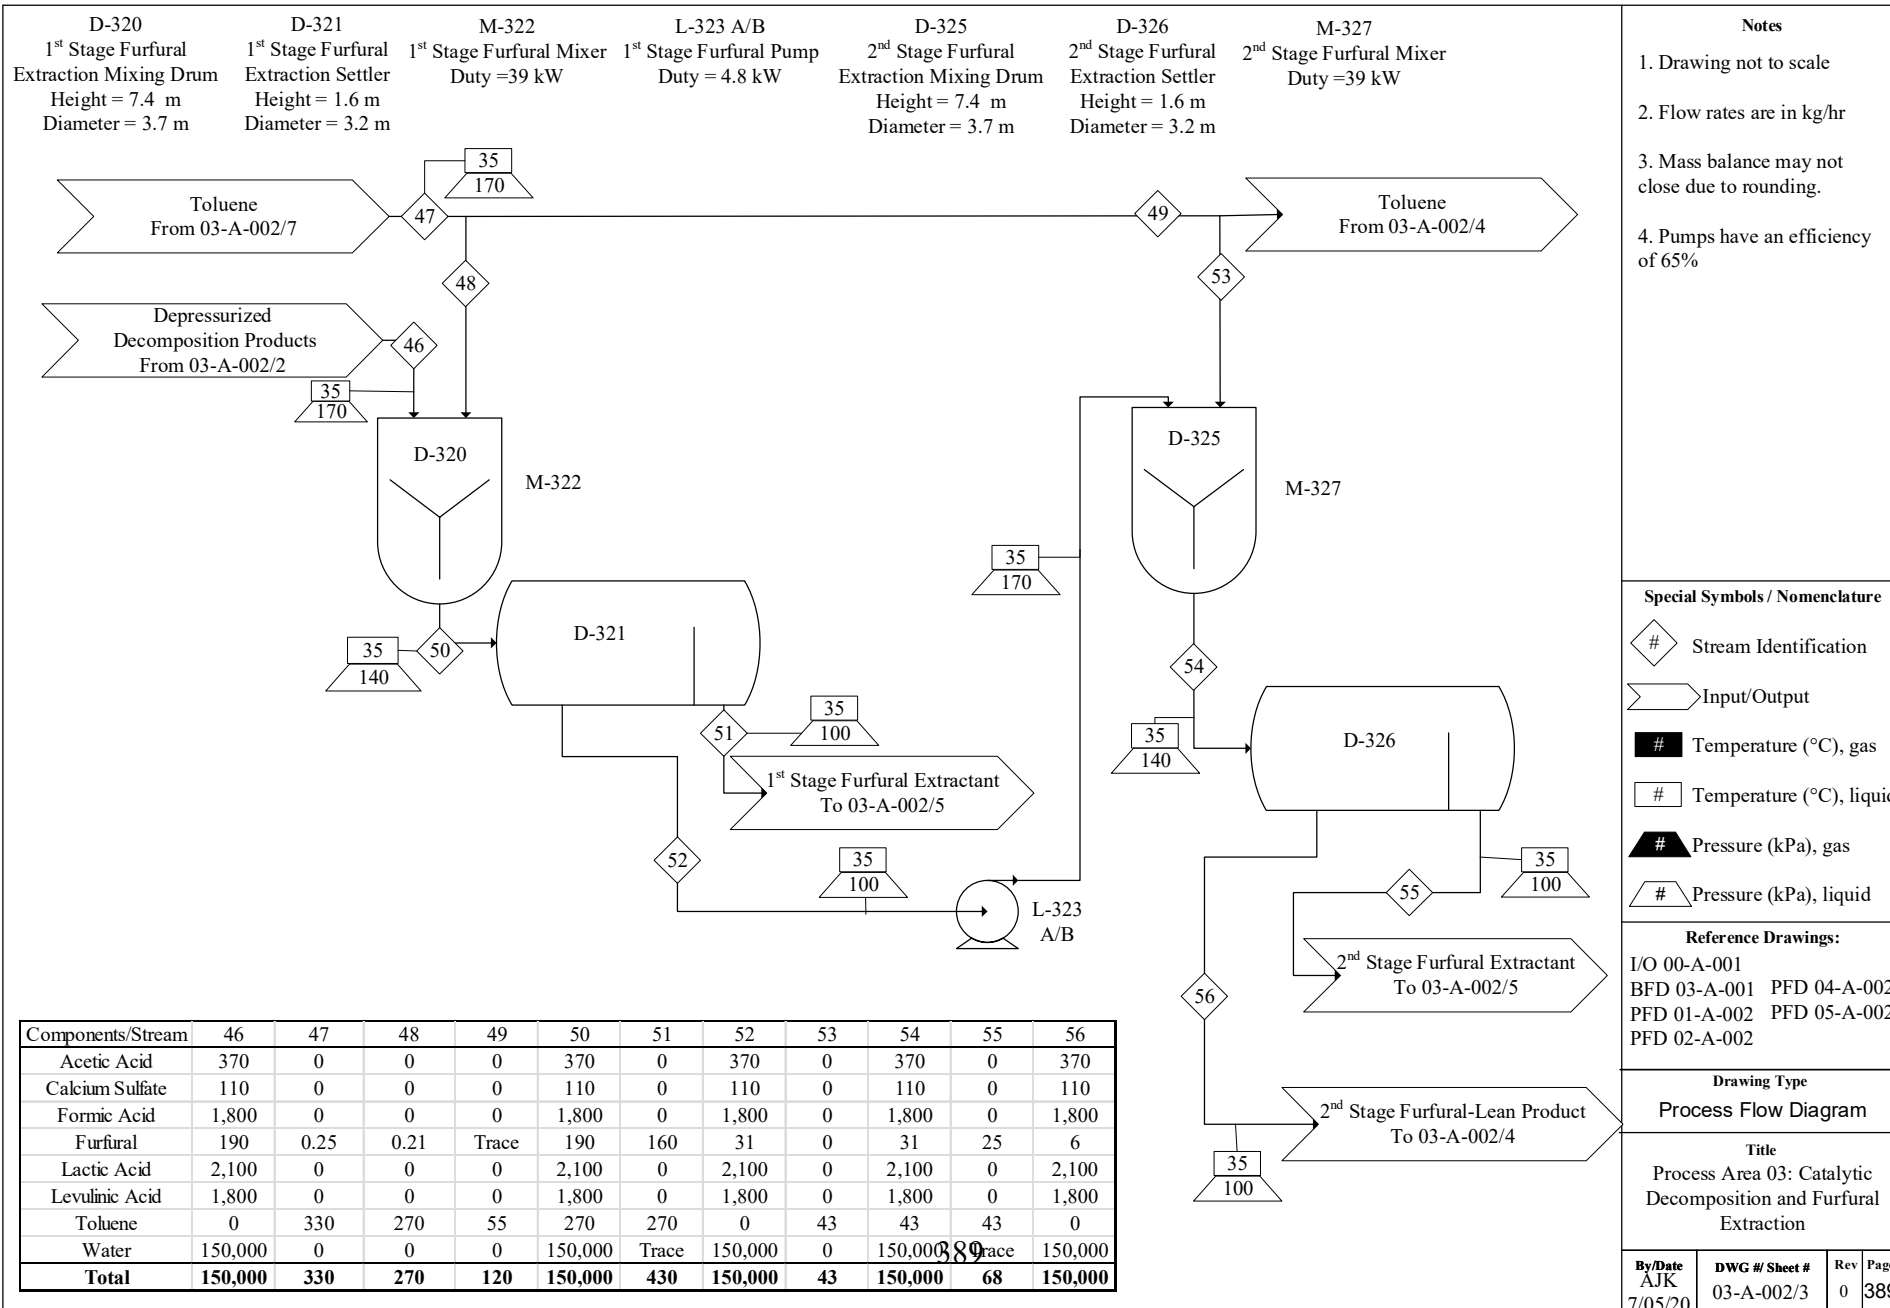 D-320
1st Stage Furfural
Extraction Mixing Drum
Height = 7.4 m
Diameter = 3.7 m
D-321
1st Stage Furfural
Extraction Settler
Height = 1.6 m
Diameter = 3.2 m
M-322
1st Stage Furfural Mixer
Duty =39 kW
L-323 A/B
1st Stage Furfural Pump
Duty = 4.8 kW
D-325
2nd Stage Furfural
Extraction Mixing Drum
Height = 7.4 m
Diameter = 3.7 m
D-326
2nd Stage Furfural
Extraction Settler
Height = 1.6 m
Diameter = 3.2 m
M-327
2nd Stage Furfural Mixer
Duty =39 kW
35
170
Toluene
From 03-A-002/7
47
49
Toluene
From 03-A-002/4
48
53
Depressurized
Decomposition Products
From 03-A-002/2
46
35
170
D-320
M-322
D-325
M-327
35
170
35
140
50
D-321
54
35
140
D-326
51
35
100
1st Stage Furfural Extractant
To 03-A-002/5
52
35
100
L-323
A/B
35
100
55
2nd Stage Furfural Extractant
To 03-A-002/5
56
2nd Stage Furfural-Lean Product
To 03-A-002/4
35
100
Components/Stream 46 47 48 49 50 51 52 53 54 55 56
Acetic Acid 370 0 0 0 370 0 370 0 370 0 370
Calcium Sulfate 110 0 0 0 110 0 110 0 110 0 110
Formic Acid 1,800 0 0 0 1,800 0 1,800 0 1,800 0 1,800
Furfural 190 0.25 0.21 Trace 190 160 31 0 31 25 6
Lactic Acid 2,100 0 0 0 2,100 0 2,100 0 2,100 0 2,100
Levulinic Acid 1,800 0 0 0 1,800 0 1,800 0 1,800 0 1,800
Toluene 0 330 270 55 270 270 0 43 43 43 0
Water 150,000 0 0 0 150,000 Trace 150,000 0 150,000 Trace 150,000
Total 150,000 330 270 120 150,000 430 150,000 43 150,000 68 150,000
389
Notes
1. Drawing not to scale
2. Flow rates are in kg/hr
3. Mass balance may not
close due to rounding.
4. Pumps have an efficiency
of 65%
Special Symbols / Nomenclature
# Stream Identification
Input/Output
# Temperature (°C), gas
# Temperature (°C), liquid
# Pressure (kPa), gas
# Pressure (kPa), liquid
Reference Drawings:
I/O 00-A-001
BFD 03-A-001 PFD 04-A-002
PFD 01-A-002 PFD 05-A-002
PFD 02-A-002
Drawing Type
Process Flow Diagram
Title
Process Area 03: Catalytic
Decomposition and Furfural
Extraction
By/Date
AJK
7/05/20
DWG #/ Sheet #
03-A-002/3
Rev
0
Page
389